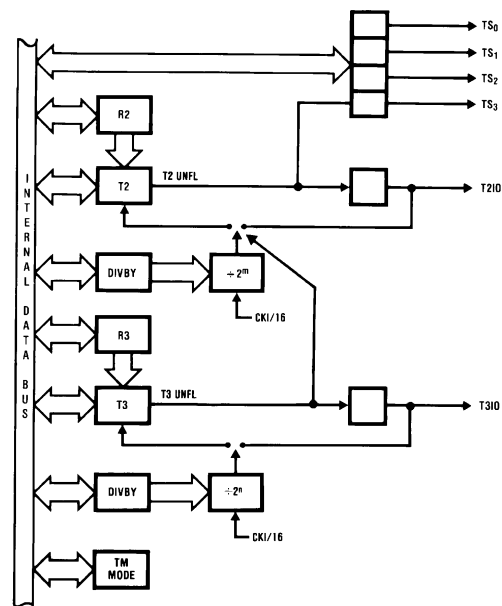 TS0
TS1
TS2
TS3
INTERNAL DATA BUS
R2
T2
T2 UNFL
T2IO
DIVBY
÷2ᵐ
CKI/16
R3
T3
T3 UNFL
T3IO
DIVBY
÷2ⁿ
CKI/16
TM
MODE